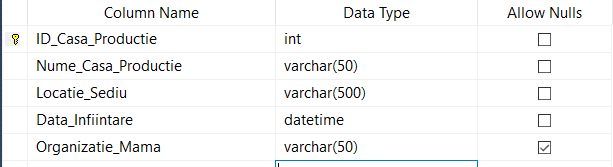 Column Name Data Type Allow Nulls
ID_Casa_Productie int
Nume_Casa_Productie varchar(50)
Locatie_Sediu varchar(500)
Data_Infiintare datetime
Organizatie_Mama varchar(50)